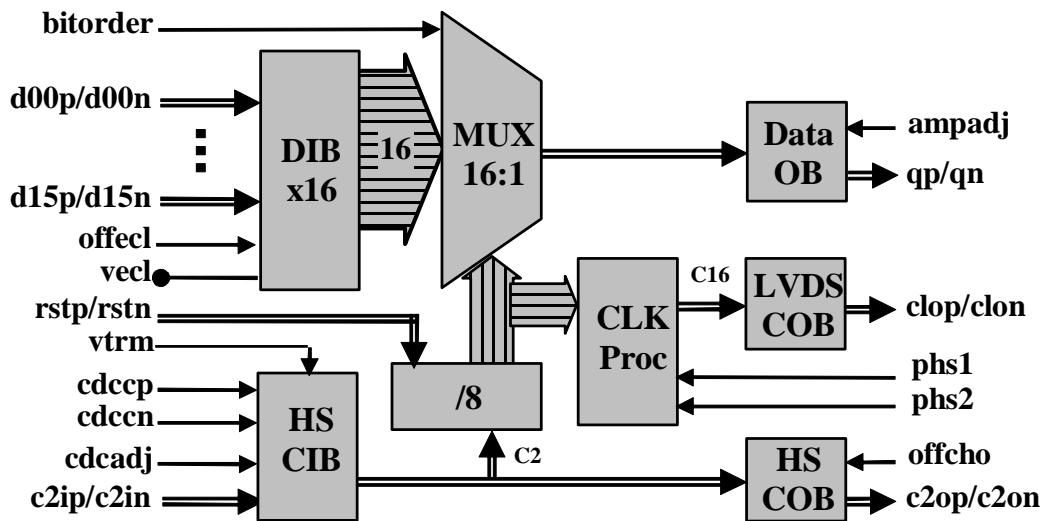 bitorder
d00p/d00n
d15p/d15n
offecl
vecl
rstp/rstn
vtrm
cdccp
cdccn
cdcadj
c2ip/c2in
DIB
x16
16
MUX
16:1
Data
OB
ampadj
qp/qn
CLK
Proc
C16
LVDS
COB
clop/clon
phs1
phs2
/8
C2
HS
CIB
HS
COB
offcho
c2op/c2on